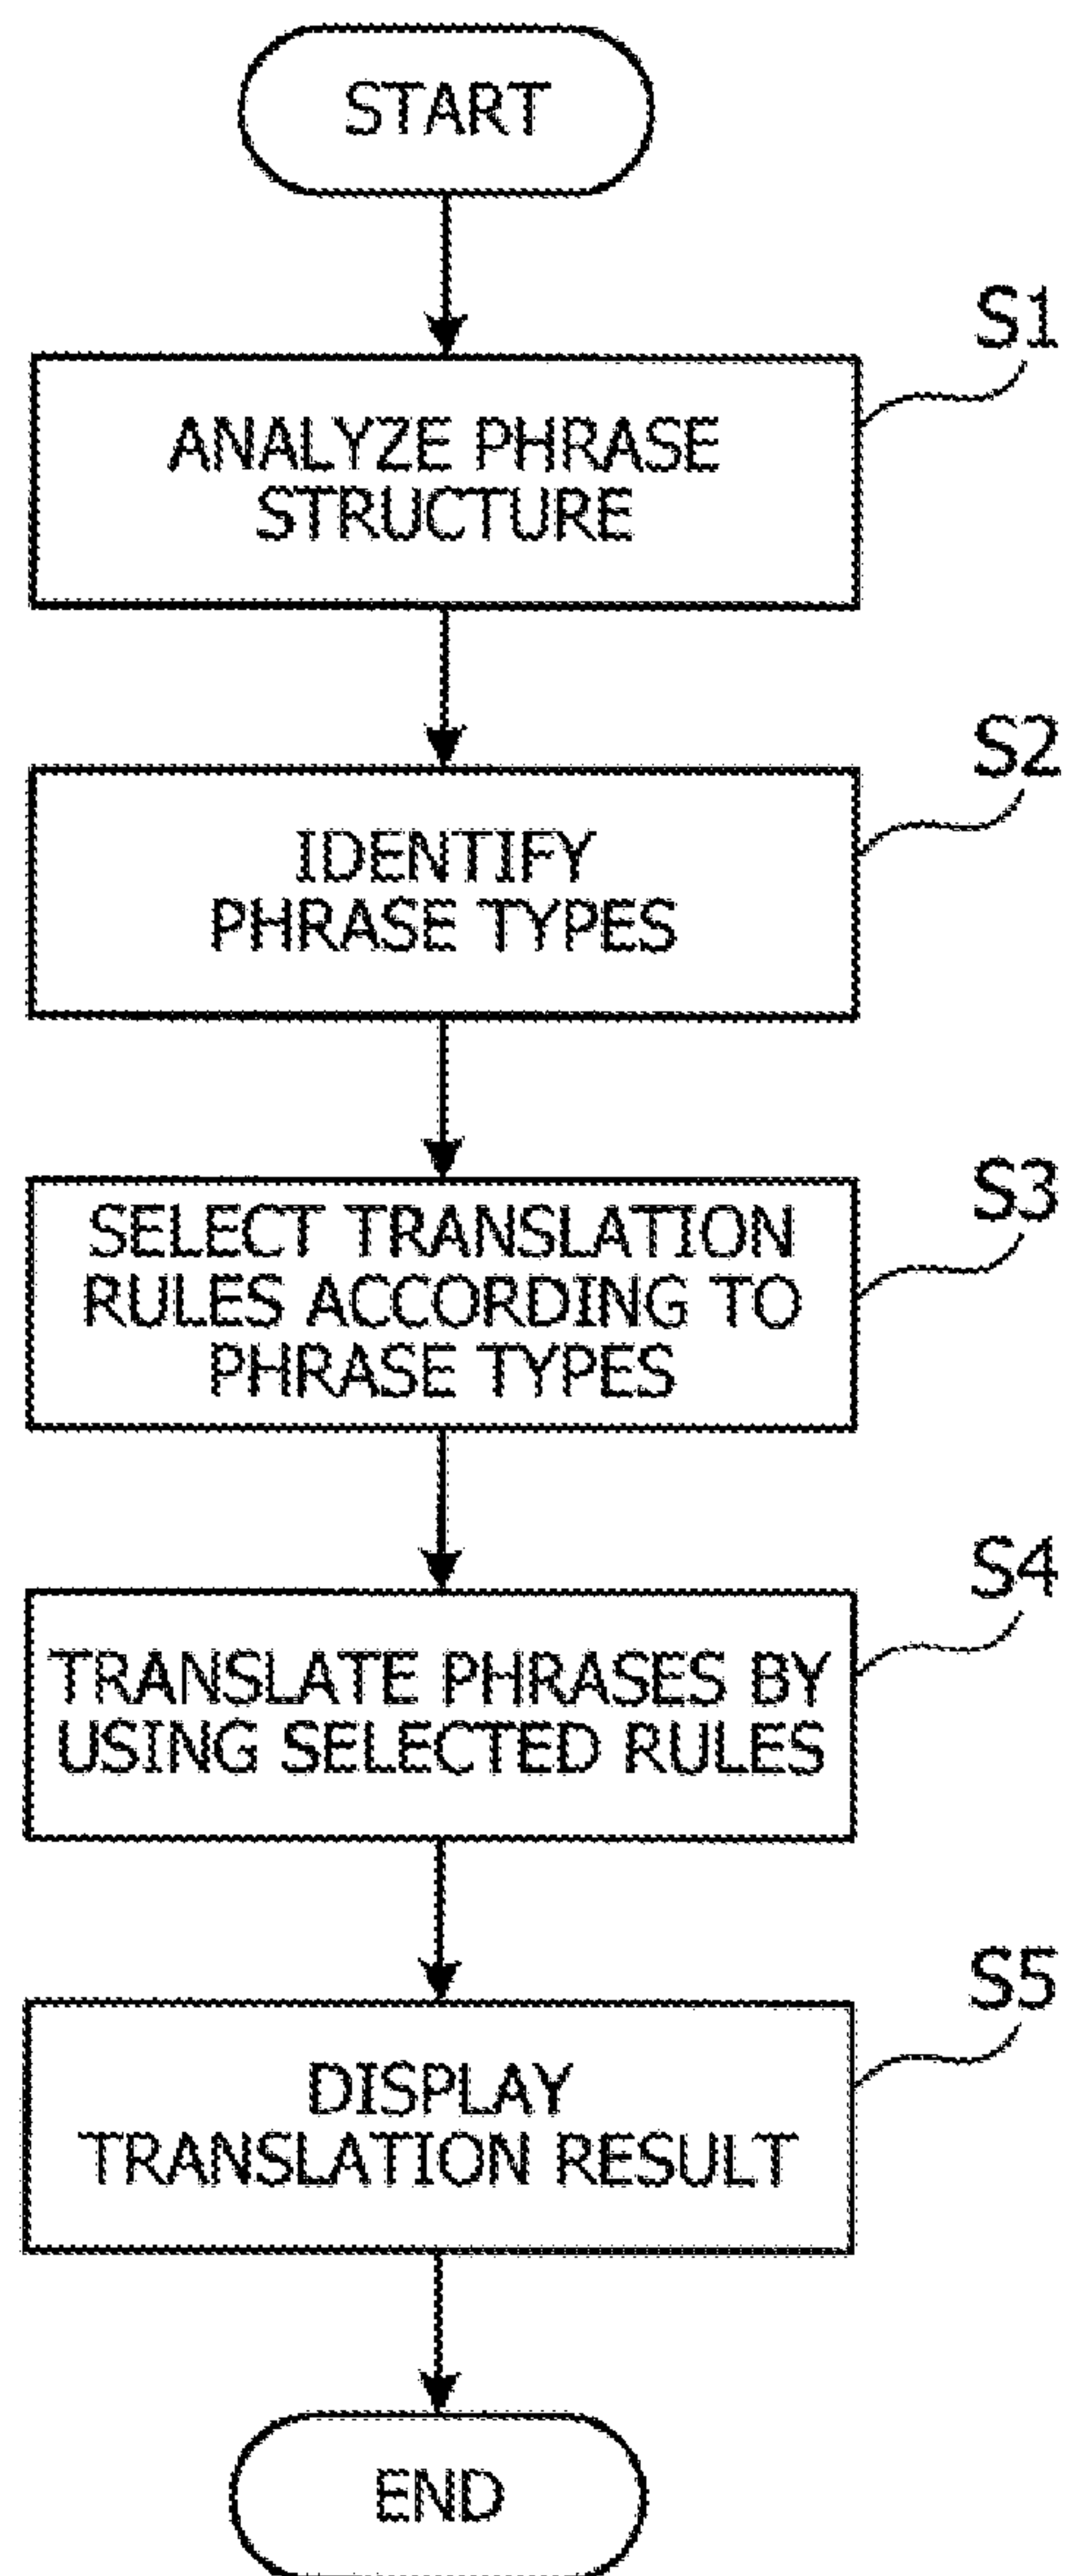 START
S1
ANALYZE PHRASE
STRUCTURE
S2
IDENTIFY
PHRASE TYPES
S3
SELECT TRANSLATION
RULES ACCORDING TO
PHRASE TYPES
S4
TRANSLATE PHRASES BY
USING SELECTED RULES
S5
DISPLAY
TRANSLATION RESULT
END